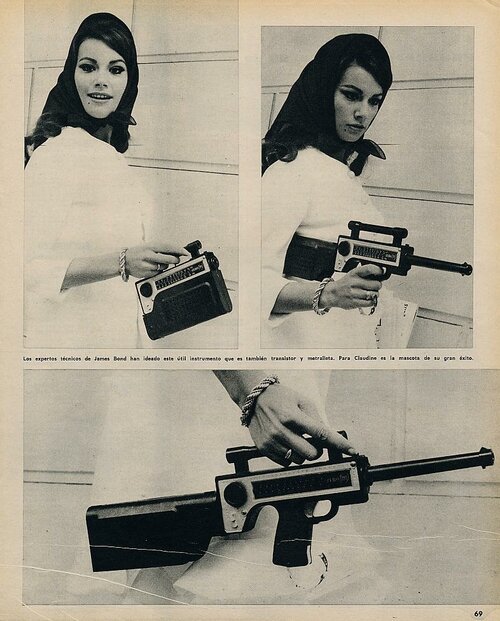 Los expertos técnicos de James Bond han ideado este útil instrumento que es también transistor y metralleta. Para Claudine es la mascota de su gran éxito.
69